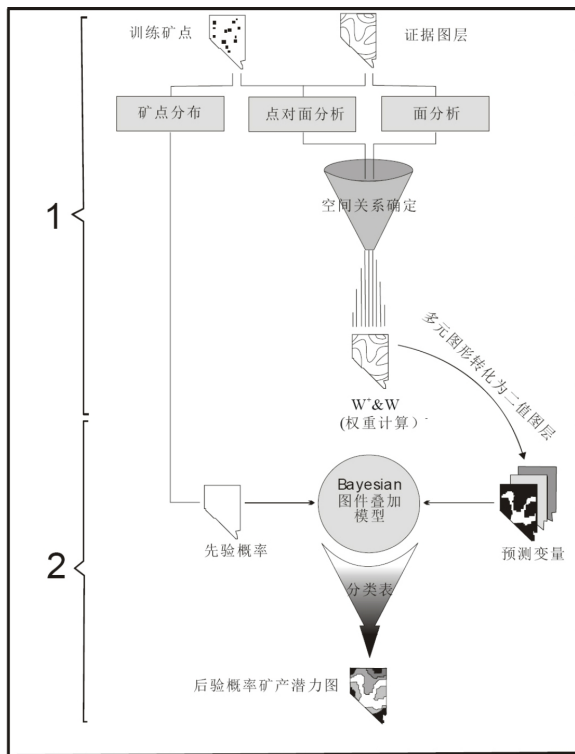 训练矿点
证据图层
矿点分布
点对面分析
面分析
1
空间关系确定
多元图形转化为二值图层
W⁺&W⁻
(权重计算）
Bayesian
图件叠加
模型
先验概率
预测变量
2
分类表
后验概率矿产潜力图